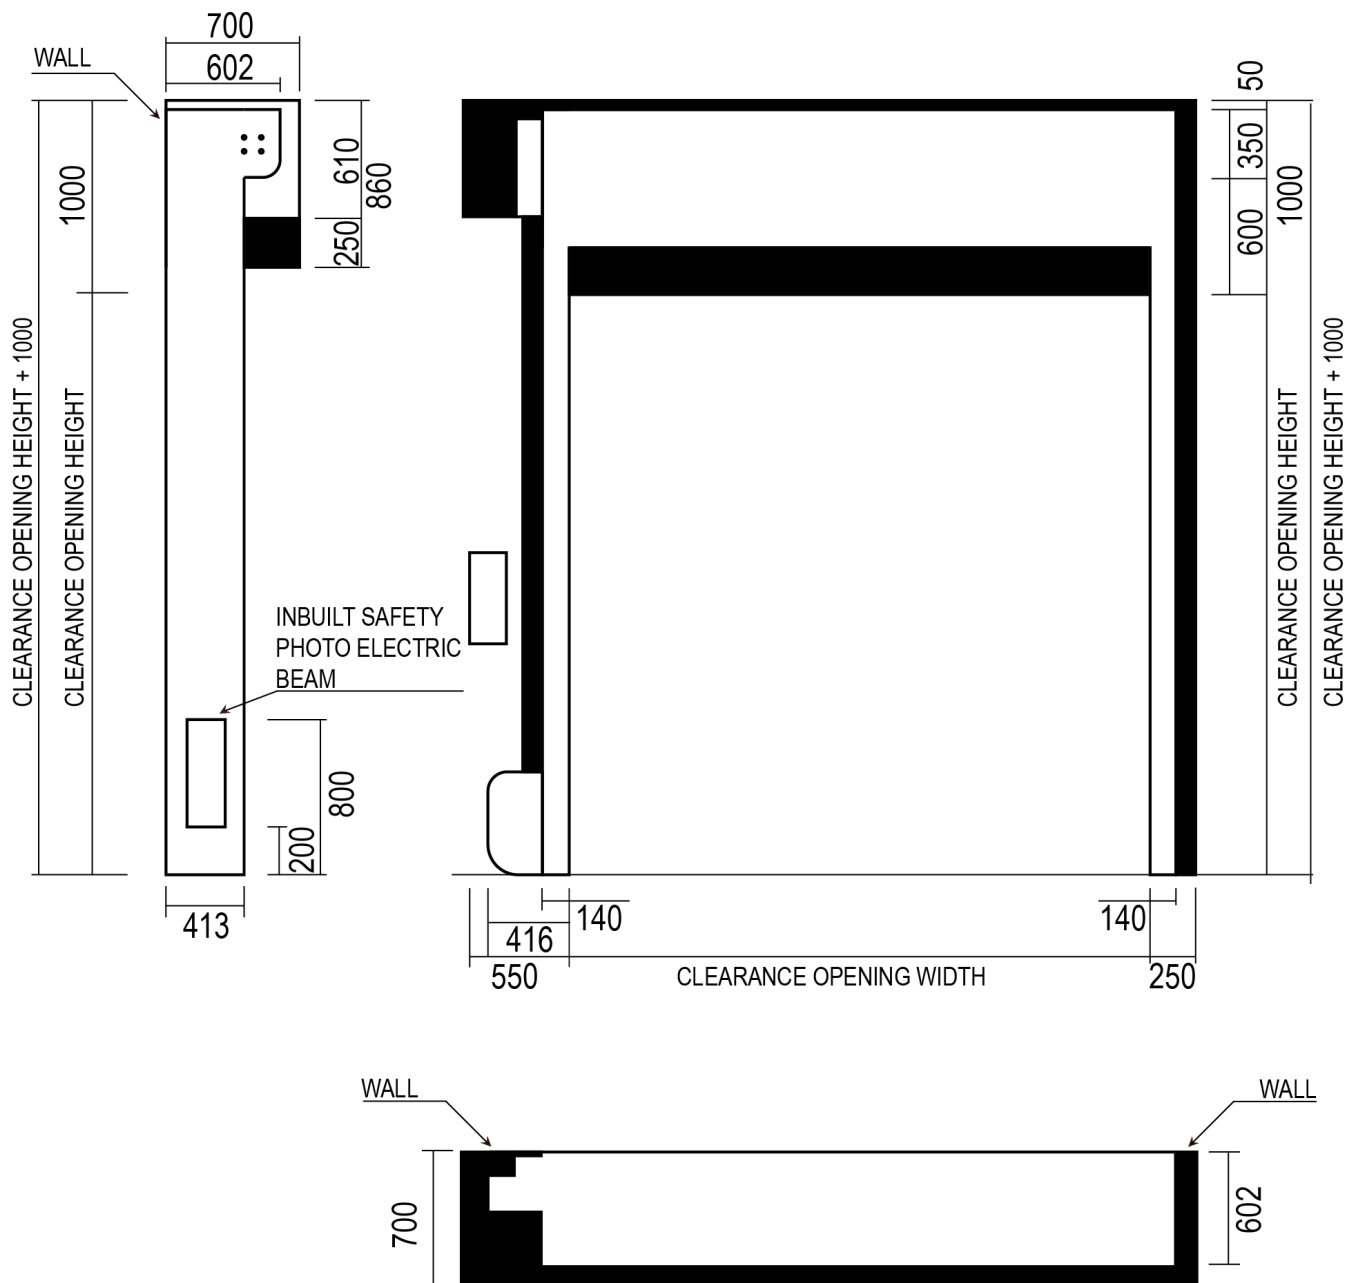 700
WALL
602
50
1000
610
860
250
350
1000
600
CLEARANCE OPENING HEIGHT + 1000
CLEARANCE OPENING HEIGHT
CLEARANCE OPENING HEIGHT
CLEARANCE OPENING HEIGHT + 1000
INBUILT SAFETY
PHOTO ELECTRIC
BEAM
800
200
413
140
140
416
550
CLEARANCE OPENING WIDTH
250
WALL
WALL
700
602